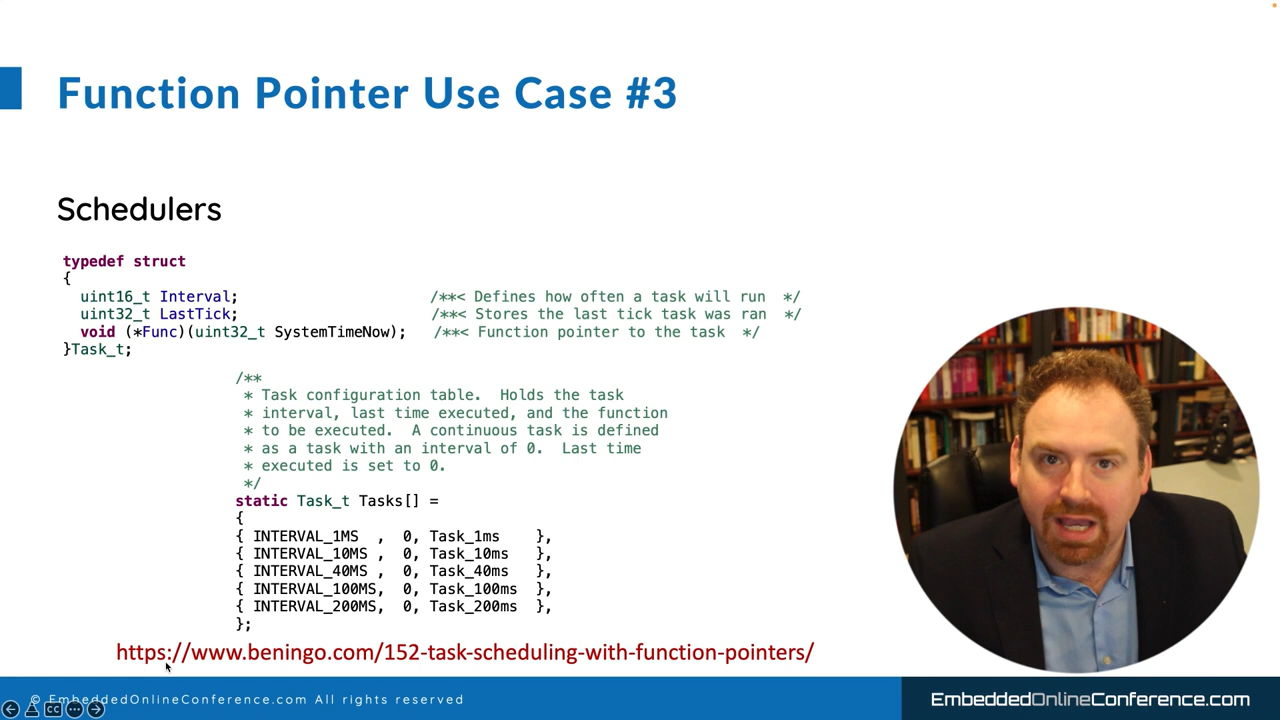 Function Pointer Use Case #3
Schedulers
typedef struct
{
uint16_t Interval; /**< Defines how often a task will run */
uint32_t LastTick; /**< Stores the last tick task was ran */
void (*Func)(uint32_t SystemTimeNow); /**< Function pointer to the task */
}Task_t;
/**
* Task configuration table. Holds the task
* interval, last time executed, and the function
* to be executed. A continuous task is defined
* as a task with an interval of 0. Last time
* executed is set to 0.
*/
static Task_t Tasks[] =
{
{ INTERVAL_1MS , 0, Task_1ms },
{ INTERVAL_10MS , 0, Task_10ms },
{ INTERVAL_40MS , 0, Task_40ms },
{ INTERVAL_100MS, 0, Task_100ms },
{ INTERVAL_200MS, 0, Task_200ms },
};
https://www.beningo.com/152-task-scheduling-with-function-pointers/
© EmbeddedOnlineConference.com All rights reserved
EmbeddedOnlineConference.com
CC